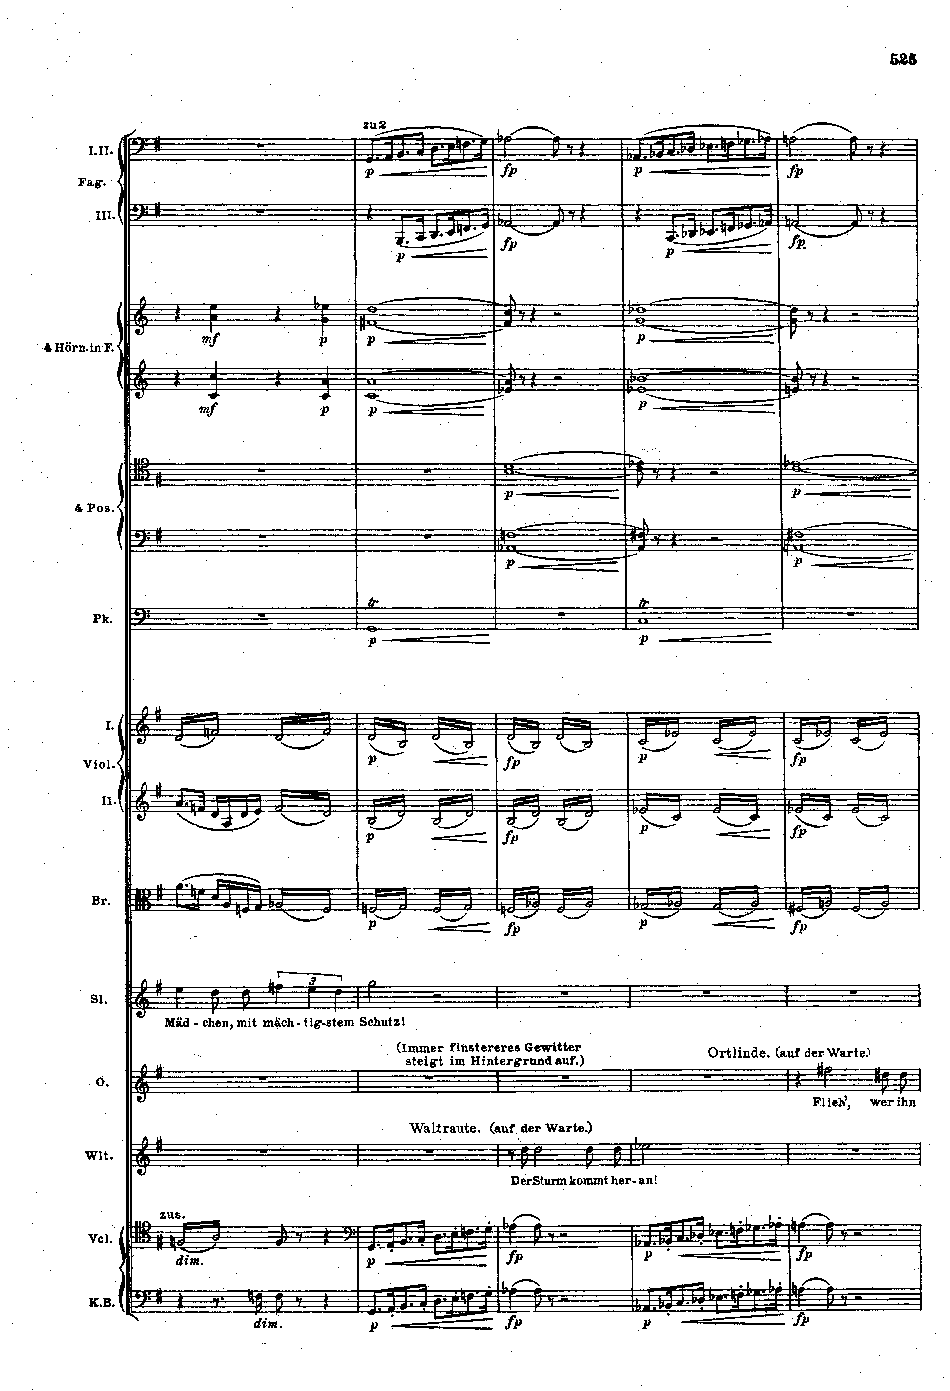 525
zu 2
I.II.
Fag.
p fp p fp
III.
p fp p fp.
4 Hörn. in F.
mf p p p
mf p p p
4 Pos.
p p
p p
Pk.
tr tr
p p
I.
p fp p fp
Viol.
II.
p fp p fp
Br.
p fp p fp
3
Sl.
Mäd - chen, mit mäch - tig - stem Schutz!
(Immer finstereres Gewitter
steigt im Hintergrund auf.)
Ortlinde. (auf der Warte.)
O.
Flieh', wer ihn
Waltraute. (auf der Warte.)
Wlt.
Der Sturm kommt her - an!
zus.
Vcl.
dim. p fp p fp
K.B.
dim. p fp p fp